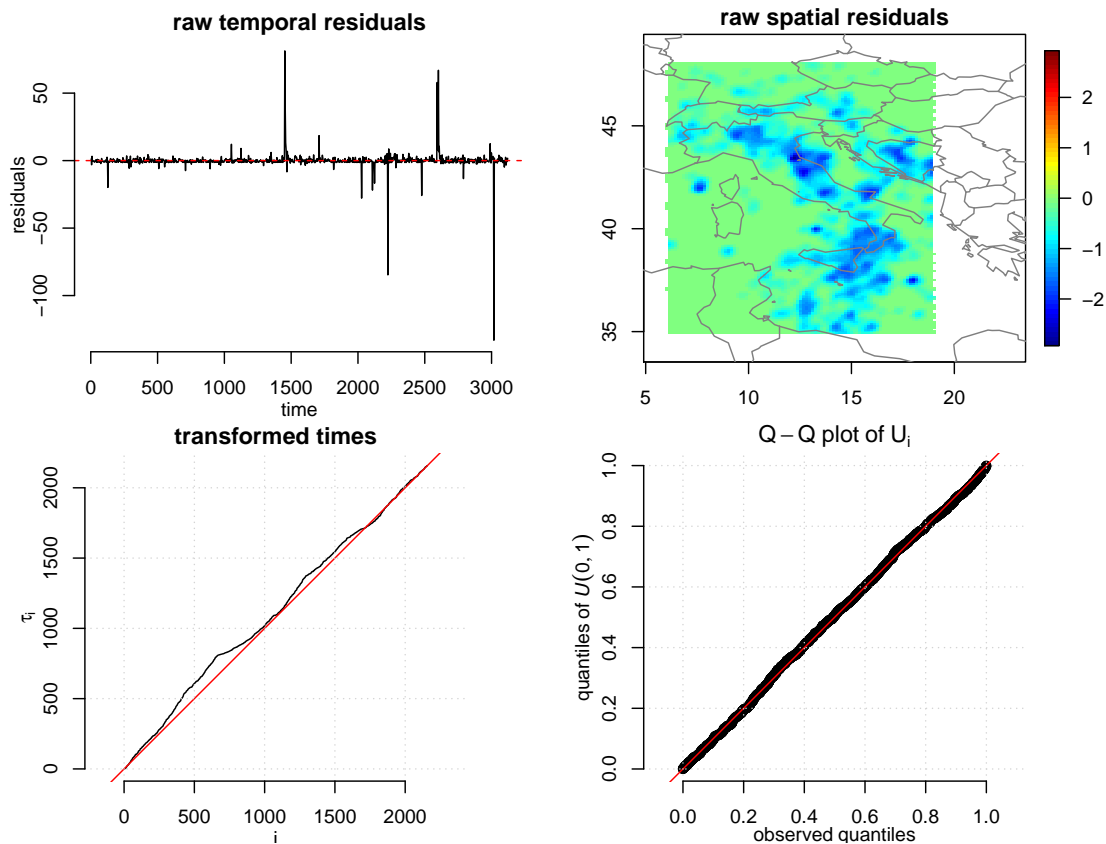 raw temporal residuals
residuals
50
0
−50
−100
0 500 1000 1500 2000 2500 3000
time
raw spatial residuals
45
40
35
5 10 15 20
2
1
0
−1
−2
transformed times
τi
2000
1500
1000
500
0
0 500 1000 1500 2000
i
Q−Q plot of Ui
quantiles of U(0, 1)
1.0
0.8
0.6
0.4
0.2
0.0
0.0 0.2 0.4 0.6 0.8 1.0
observed quantiles